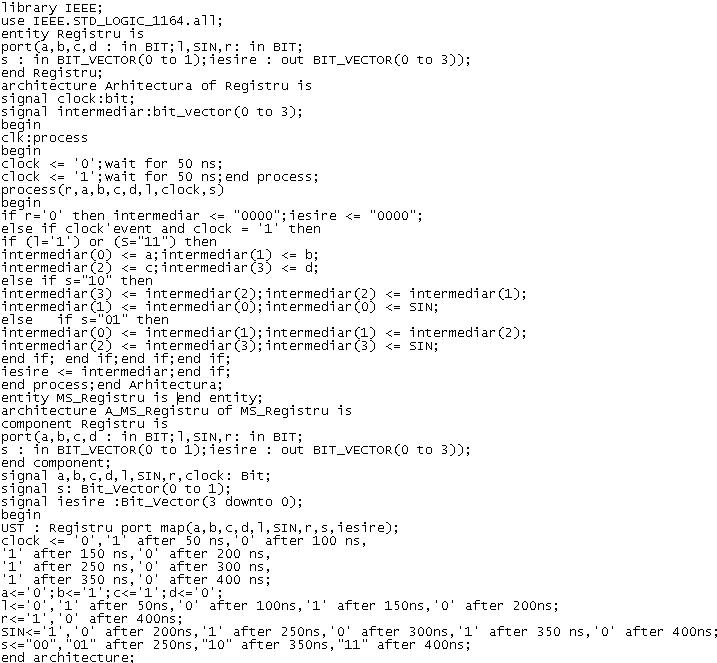 library IEEE;
use IEEE.STD_LOGIC_1164.all;
entity Registru is
port(a,b,c,d : in BIT;l,SIN,r: in BIT;
s : in BIT_VECTOR(0 to 1);iesire : out BIT_VECTOR(0 to 3));
end Registru;
architecture Arhitectura of Registru is
signal clock:bit;
signal intermediar:bit_vector(0 to 3);
begin
clk:process
begin
clock <= '0';wait for 50 ns;
clock <= '1';wait for 50 ns;end process;
process(r,a,b,c,d,l,clock,s)
begin
if r='0' then intermediar <= "0000";iesire <= "0000";
else if clock'event and clock = '1' then
if (l='1') or (S="11") then
intermediar(0) <= a;intermediar(1) <= b;
intermediar(2) <= c;intermediar(3) <= d;
else if s="10" then
intermediar(3) <= intermediar(2);intermediar(2) <= intermediar(1);
intermediar(1) <= intermediar(0);intermediar(0) <= SIN;
else   if s="01" then
intermediar(0) <= intermediar(1);intermediar(1) <= intermediar(2);
intermediar(2) <= intermediar(3);intermediar(3) <= SIN;
end if; end if;end if;end if;
iesire <= intermediar;end if;
end process;end Arhitectura;
entity MS_Registru is end entity;
architecture A_MS_Registru of MS_Registru is
component Registru is
port(a,b,c,d : in BIT;l,SIN,r: in BIT;
s : in BIT_VECTOR(0 to 1);iesire : out BIT_VECTOR(0 to 3));
end component;
signal a,b,c,d,l,SIN,r,clock: Bit;
signal s: Bit_Vector(0 to 1);
signal iesire :Bit_Vector(3 downto 0);
begin
UST : Registru port map(a,b,c,d,l,SIN,r,s,iesire);
clock <= '0','1' after 50 ns,'0' after 100 ns,
'1' after 150 ns,'0' after 200 ns,
'1' after 250 ns,'0' after 300 ns,
'1' after 350 ns,'0' after 400 ns;
a<='0';b<='1';c<='1';d<='0';
l<='0','1' after 50ns,'0' after 100ns,'1' after 150ns,'0' after 200ns;
r<='1','0' after 400ns;
SIN<='1','0' after 200ns,'1' after 250ns,'0' after 300ns,'1' after 350 ns,'0' after 400ns;
s<="00","01" after 250ns,"10" after 350ns,"11" after 400ns;
end architecture;